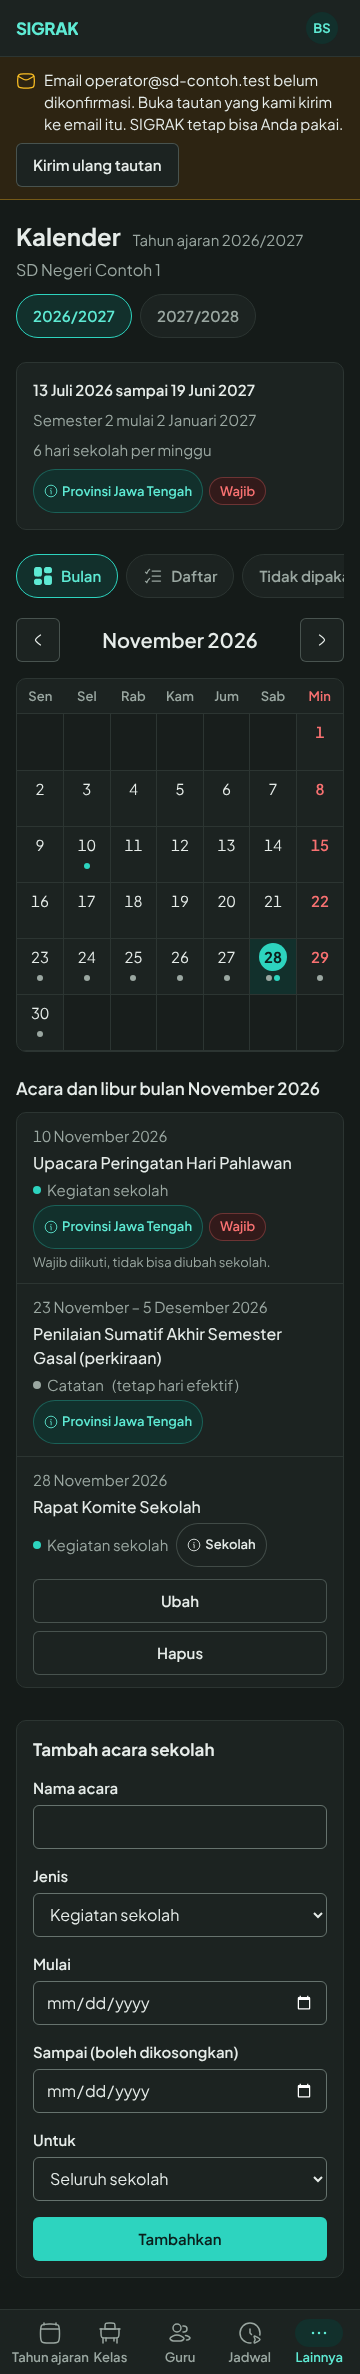 SIGRAK
BS
Email operator@sd-contoh.test belum
dikonfirmasi. Buka tautan yang kami kirim
ke email itu. SIGRAK tetap bisa Anda pakai.
Kirim ulang tautan
Kalender Tahun ajaran 2026/2027
SD Negeri Contoh 1
2026/2027 2027/2028
13 Juli 2026 sampai 19 Juni 2027
Semester 2 mulai 2 Januari 2027
6 hari sekolah per minggu
Provinsi Jawa Tengah Wajib
Bulan Daftar Tidak dipaka
November 2026
Sen Sel Rab Kam Jum Sab Min
1
2 3 4 5 6 7 8
9 10 11 12 13 14 15
16 17 18 19 20 21 22
23 24 25 26 27 28 29
30
Acara dan libur bulan November 2026
10 November 2026
Upacara Peringatan Hari Pahlawan
Kegiatan sekolah
Provinsi Jawa Tengah Wajib
Wajib diikuti, tidak bisa diubah sekolah.
23 November – 5 Desember 2026
Penilaian Sumatif Akhir Semester
Gasal (perkiraan)
Catatan (tetap hari efektif)
Provinsi Jawa Tengah
28 November 2026
Rapat Komite Sekolah
Kegiatan sekolah Sekolah
Ubah
Hapus
Tambah acara sekolah
Nama acara
Jenis
Kegiatan sekolah
Mulai
mm/dd/yyyy
Sampai (boleh dikosongkan)
mm/dd/yyyy
Untuk
Seluruh sekolah
Tambahkan
Tahun ajaran Kelas Guru Jadwal Lainnya